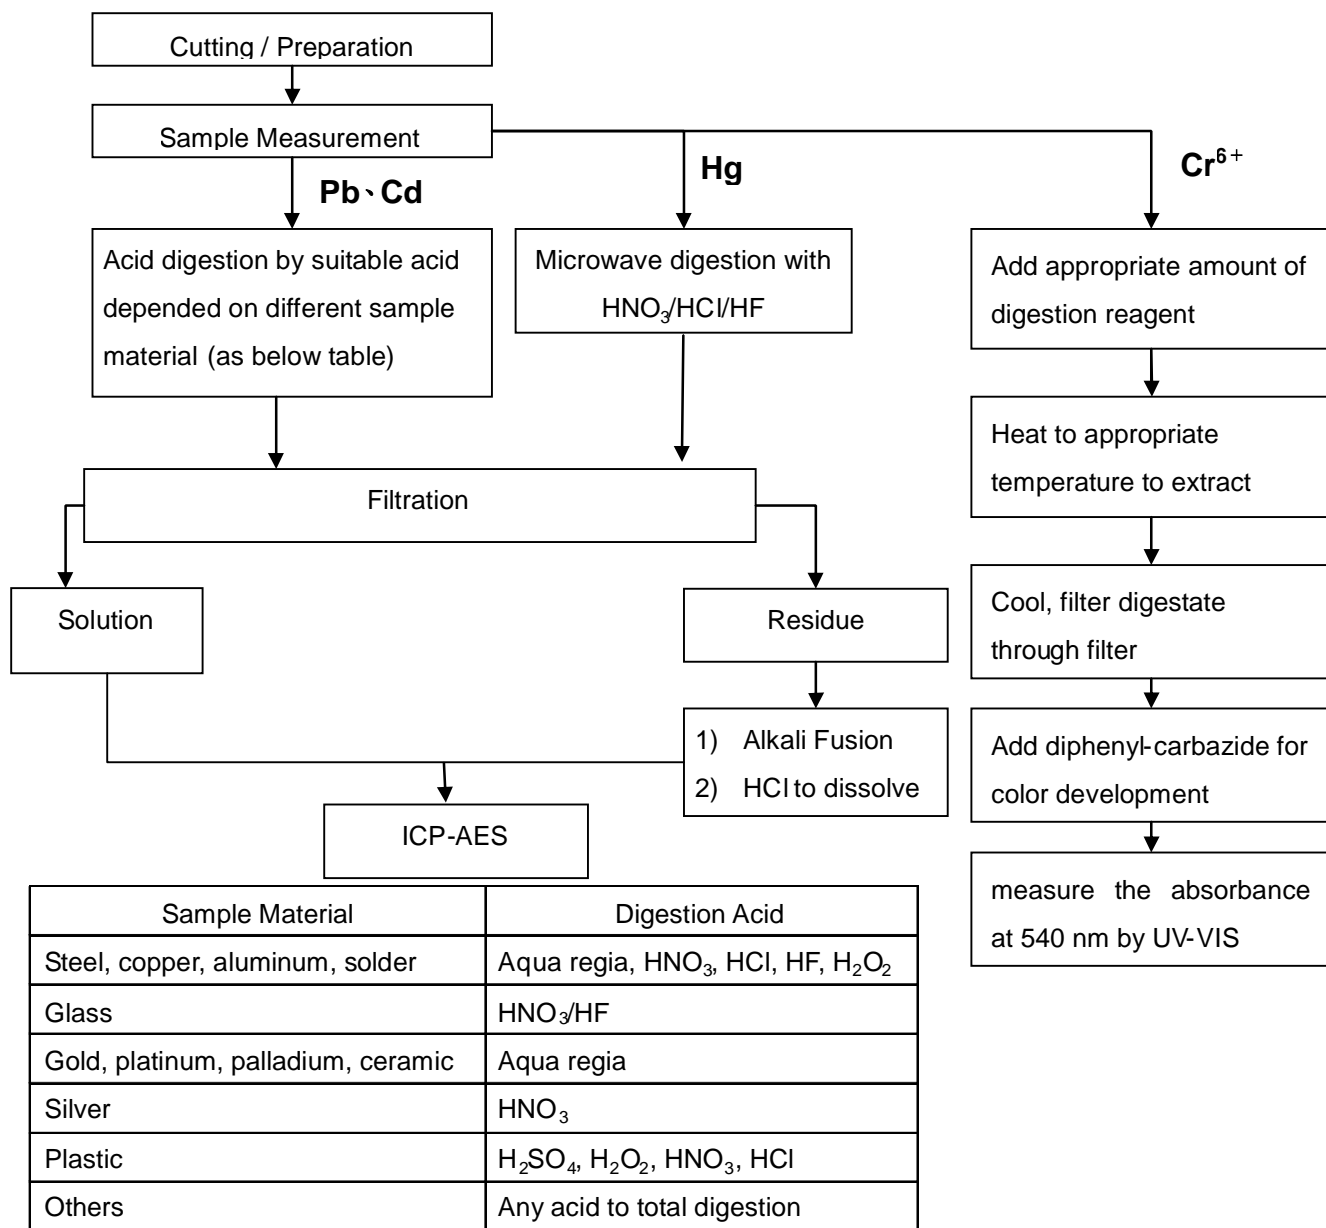 Cutting / Preparation
Sample Measurement
Pb、Cd
Hg
Cr⁶⁺
Acid digestion by suitable acid
depended on different sample
material (as below table)
Microwave digestion with
HNO₃/HCl/HF
Add appropriate amount of
digestion reagent
Heat to appropriate
temperature to extract
Filtration
Solution
Residue
Cool, filter digestate
through filter
1) Alkali Fusion
2) HCl to dissolve
Add diphenyl-carbazide for
color development
ICP-AES
measure the absorbance
at 540 nm by UV-VIS
Sample Material Digestion Acid
Steel, copper, aluminum, solder Aqua regia, HNO₃, HCl, HF, H₂O₂
Glass HNO₃/HF
Gold, platinum, palladium, ceramic Aqua regia
Silver HNO₃
Plastic H₂SO₄, H₂O₂, HNO₃, HCl
Others Any acid to total digestion